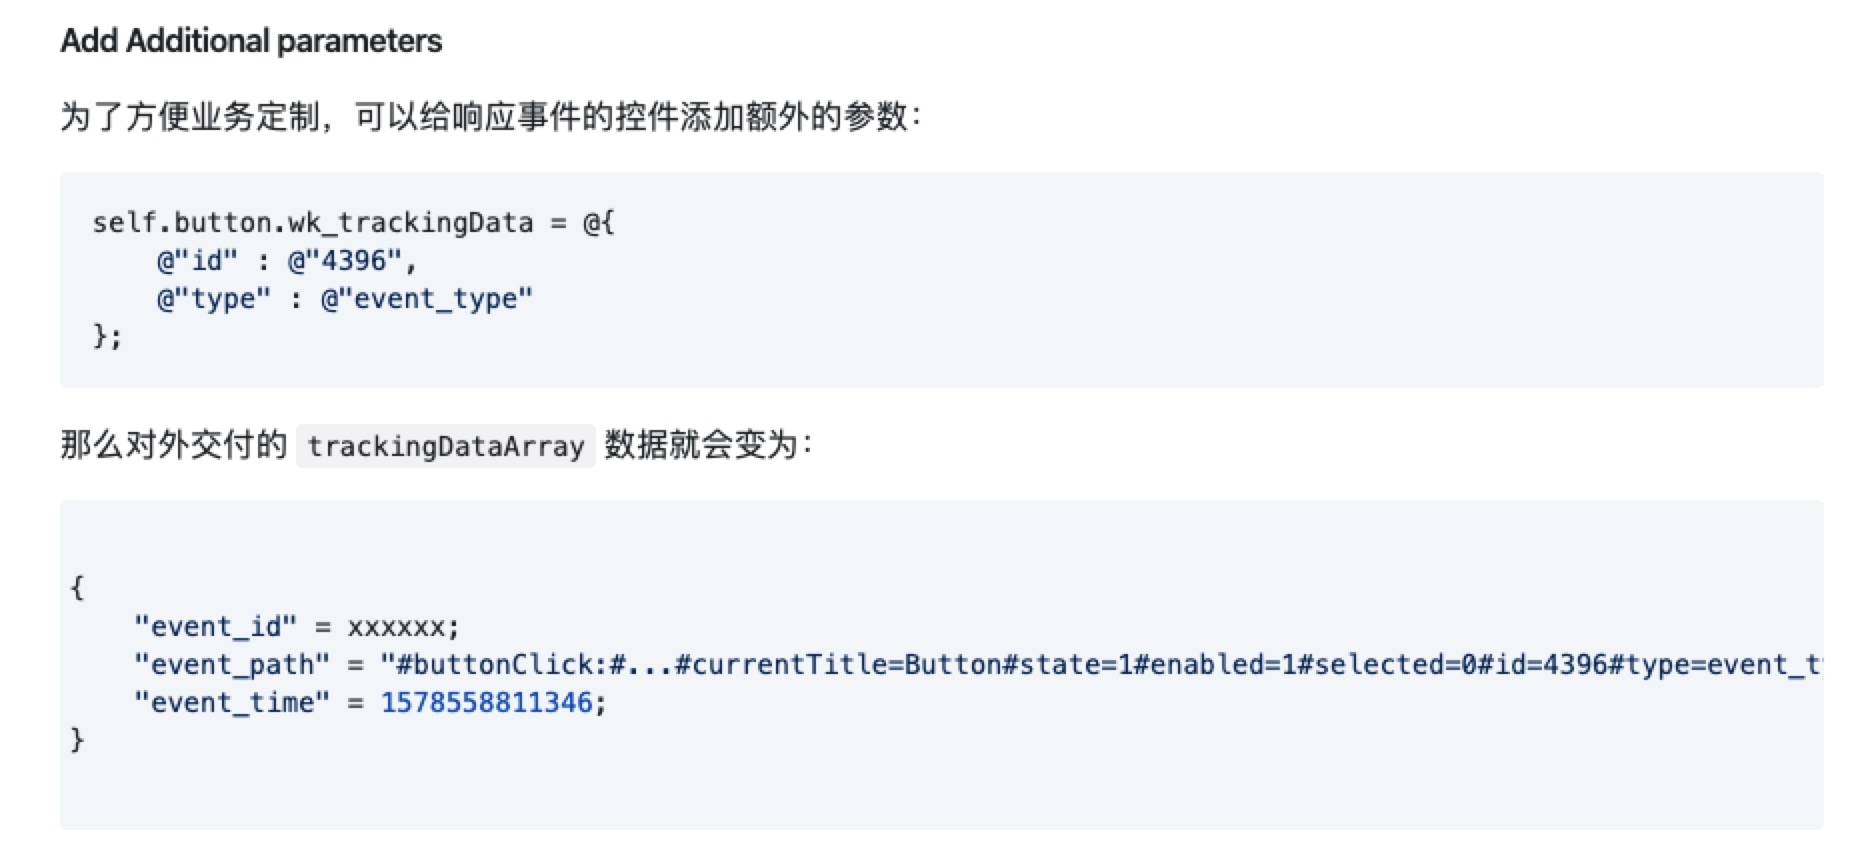 Add Additional parameters
为了方便业务定制，可以给响应事件的控件添加额外的参数：
self.button.wk_trackingData = @{
@"id" : @"4396",
@"type" : @"event_type"
};
那么对外交付的 trackingDataArray 数据就会变为：
{
"event_id" = xxxxxx;
"event_path" = "#buttonClick:#...#currentTitle=Button#state=1#enabled=1#selected=0#id=4396#type=event_t
"event_time" = 1578558811346;
}